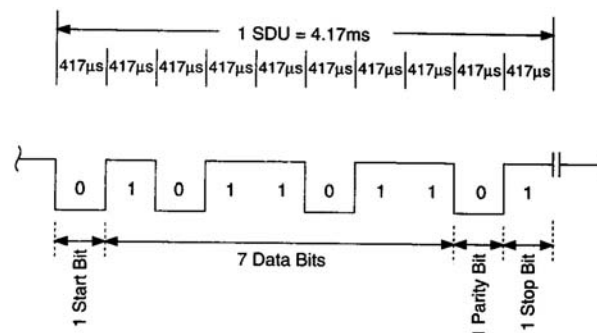 1 SDU = 4.17ms
417µs 417µs 417µs 417µs 417µs 417µs 417µs 417µs 417µs 417µs
0 1 0 1 1 0 1 1 0 1
7 Data Bits
1 Start Bit
1 Parity Bit
1 Stop Bit